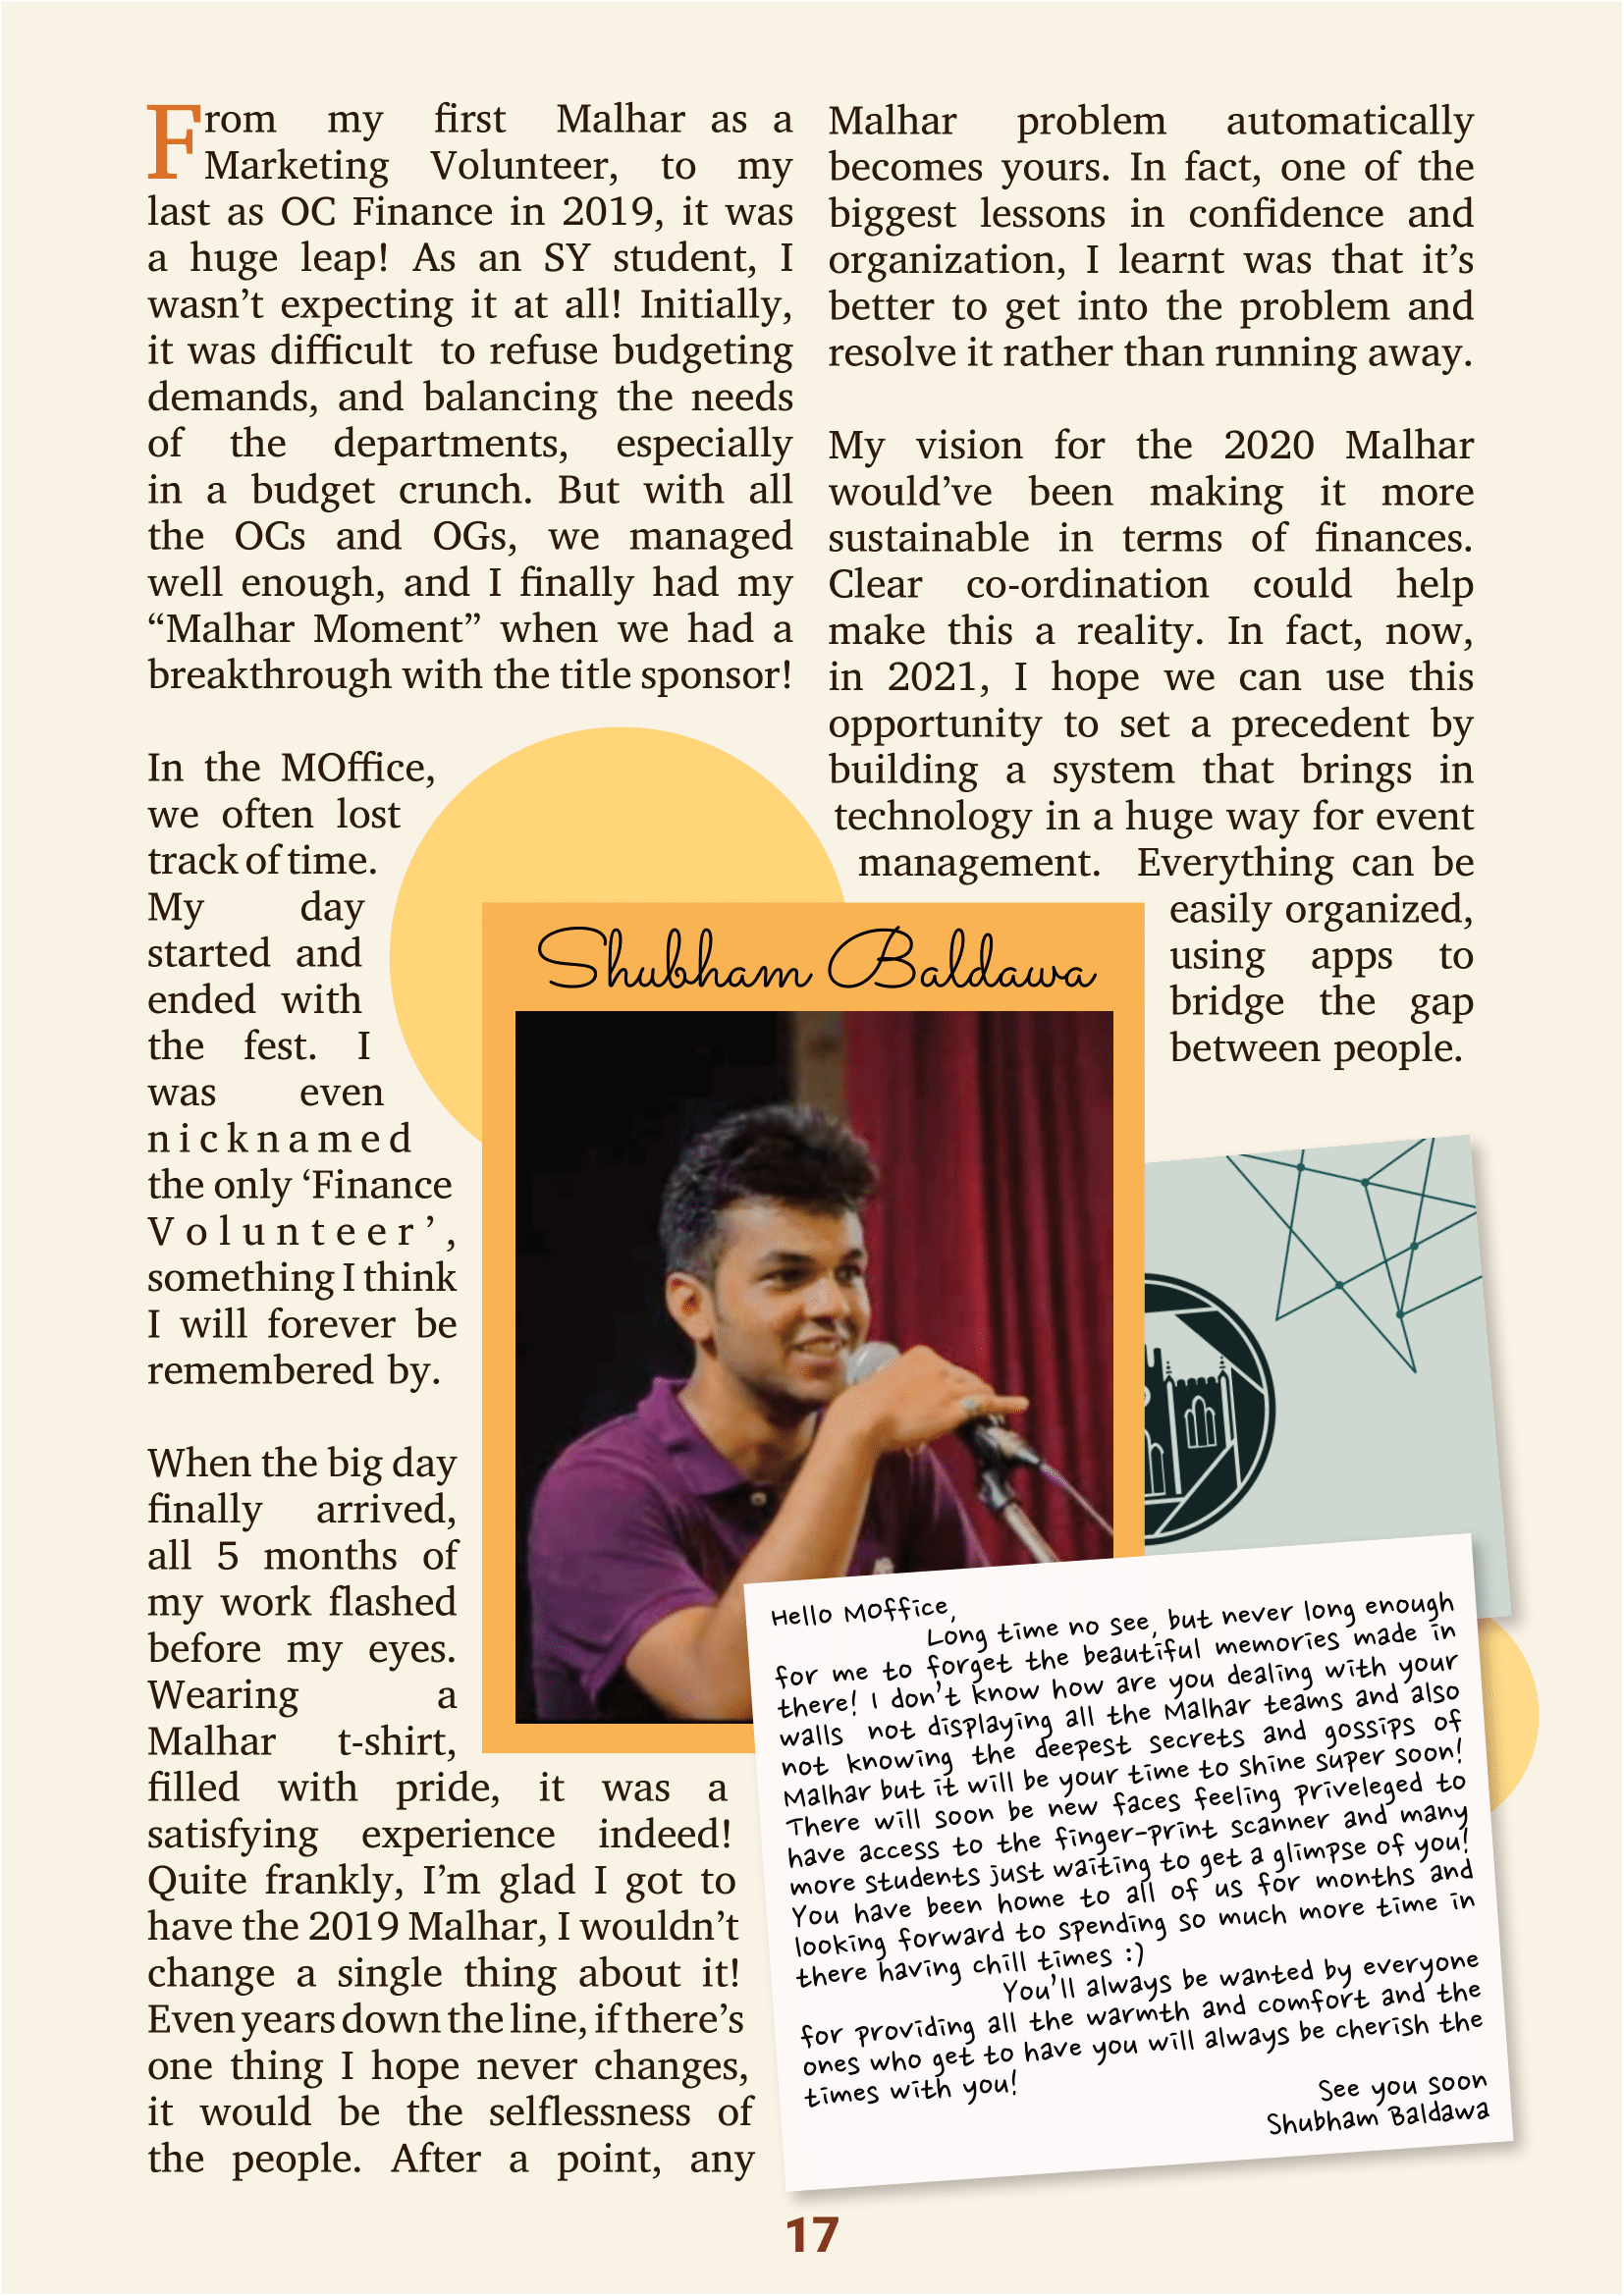 From my first Malhar as a
Marketing Volunteer, to my
last as OC Finance in 2019, it was
a huge leap! As an SY student, I
wasn’t expecting it at all! Initially,
it was difficult to refuse budgeting
demands, and balancing the needs
of the departments, especially
in a budget crunch. But with all
the OCs and OGs, we managed
well enough, and I finally had my
“Malhar Moment” when we had a
breakthrough with the title sponsor!
In the MOffice,
we often lost
track of time.
My day
started and
ended with
the fest. I
was even
nicknamed
the only ‘Finance
Volunteer’,
something I think
I will forever be
remembered by.
When the big day
finally arrived,
all 5 months of
my work flashed
before my eyes.
Wearing a
Malhar t-shirt,
filled with pride, it was a
satisfying experience indeed!
Quite frankly, I’m glad I got to
have the 2019 Malhar, I wouldn’t
change a single thing about it!
Even years down the line, if there’s
one thing I hope never changes,
it would be the selflessness of
the people. After a point, any
Malhar problem automatically
becomes yours. In fact, one of the
biggest lessons in confidence and
organization, I learnt was that it’s
better to get into the problem and
resolve it rather than running away.
My vision for the 2020 Malhar
would’ve been making it more
sustainable in terms of finances.
Clear co-ordination could help
make this a reality. In fact, now,
in 2021, I hope we can use this
opportunity to set a precedent by
building a system that brings in
technology in a huge way for event
management. Everything can be
easily organized,
using apps to
bridge the gap
between people.
Shubham Baldawa
Hello MOffice,
Long time no see, but never long enough
for me to forget the beautiful memories made in
there! I don’t know how are you dealing with your
walls not displaying all the Malhar teams and also
not knowing the deepest secrets and gossips of
Malhar but it will be your time to shine super soon!
There will soon be new faces feeling priveleged to
have access to the finger-print scanner and many
more students just waiting to get a glimpse of you!
You have been home to all of us for months and
looking forward to spending so much more time in
there having chill times :)
You’ll always be wanted by everyone
for providing all the warmth and comfort and the
ones who get to have you will always be cherish the
times with you!
See you soon
Shubham Baldawa
17